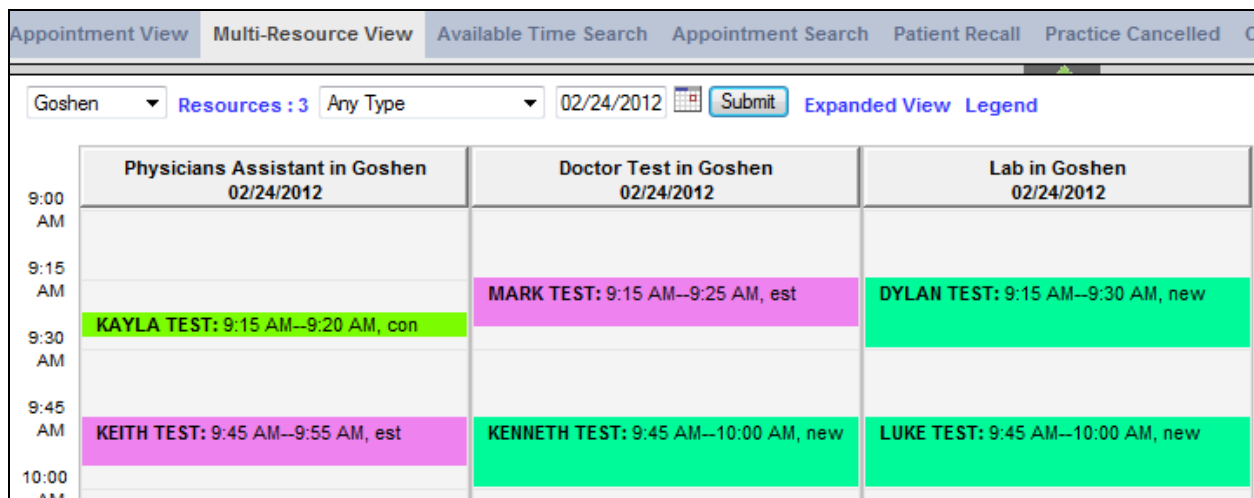 Appointment View Multi-Resource View Available Time Search Appointment Search Patient Recall Practice Cancelled
Goshen Resources : 3 Any Type 02/24/2012 Submit Expanded View Legend
Physicians Assistant in Goshen Doctor Test in Goshen Lab in Goshen
02/24/2012 02/24/2012 02/24/2012
9:00
AM
9:15
AM
MARK TEST: 9:15 AM--9:25 AM, est DYLAN TEST: 9:15 AM--9:30 AM, new
KAYLA TEST: 9:15 AM--9:20 AM, con
9:30
AM
9:45
AM
KEITH TEST: 9:45 AM--9:55 AM, est KENNETH TEST: 9:45 AM--10:00 AM, new LUKE TEST: 9:45 AM--10:00 AM, new
10:00
AM